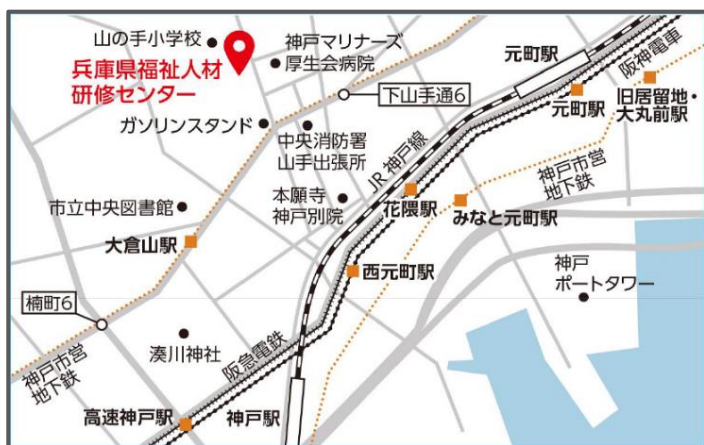 山の手小学校
兵庫県福祉人材
研修センター
神戸マリナーズ
厚生会病院
元町駅
阪神電車
下山手通6
元町駅
旧居留地・
大丸前駅
ガソリンスタンド
中央消防署
山手出張所
JR 神戸線
神戸市営
地下鉄
市立中央図書館
本願寺
神戸別院
花隈駅
みなと元町駅
大倉山駅
西元町駅
神戸
ポートタワー
楠町6
湊川神社
阪急電鉄
神戸市営
地下鉄
高速神戸駅
神戸駅